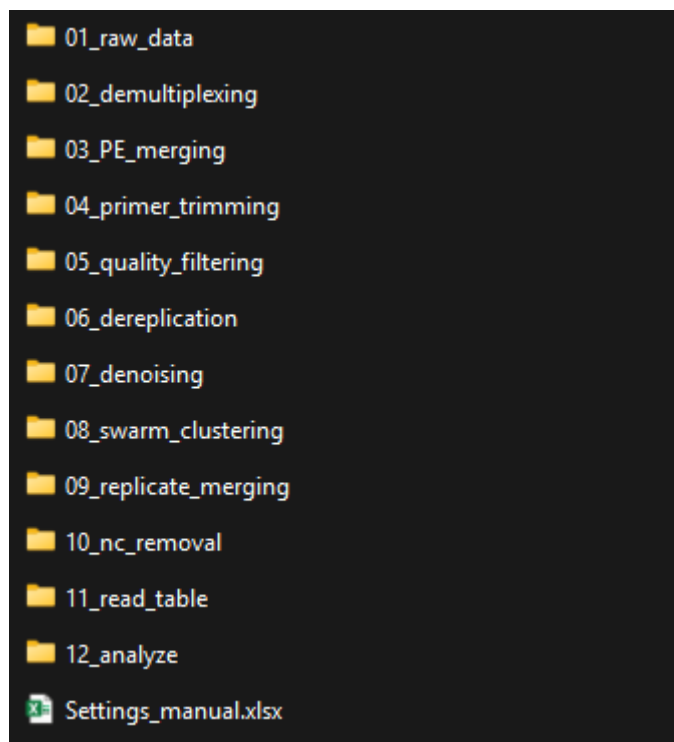 01_raw_data
02_demultiplexing
03_PE_merging
04_primer_trimming
05_quality_filtering
06_dereplication
07_denoising
08_swarm_clustering
09_replicate_merging
10_nc_removal
11_read_table
12_analyze
Settings_manual.xlsx